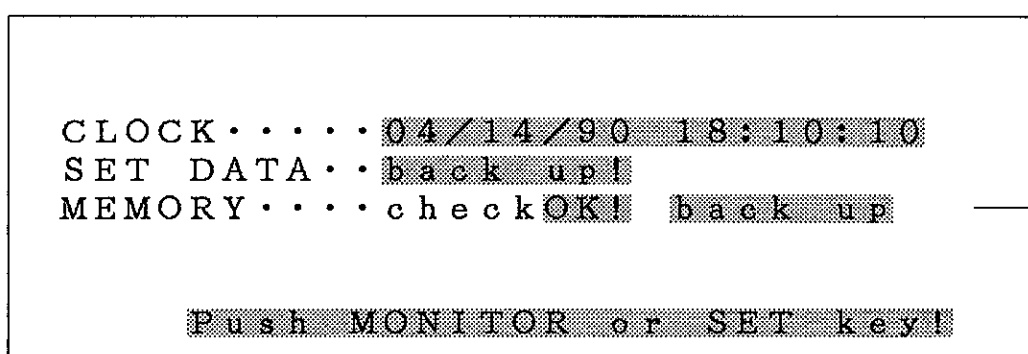 CLOCK·····04/14/90 18:10:10
SET DATA··back up!
MEMORY····checkOK! back up
Push MONITOR or SET key!